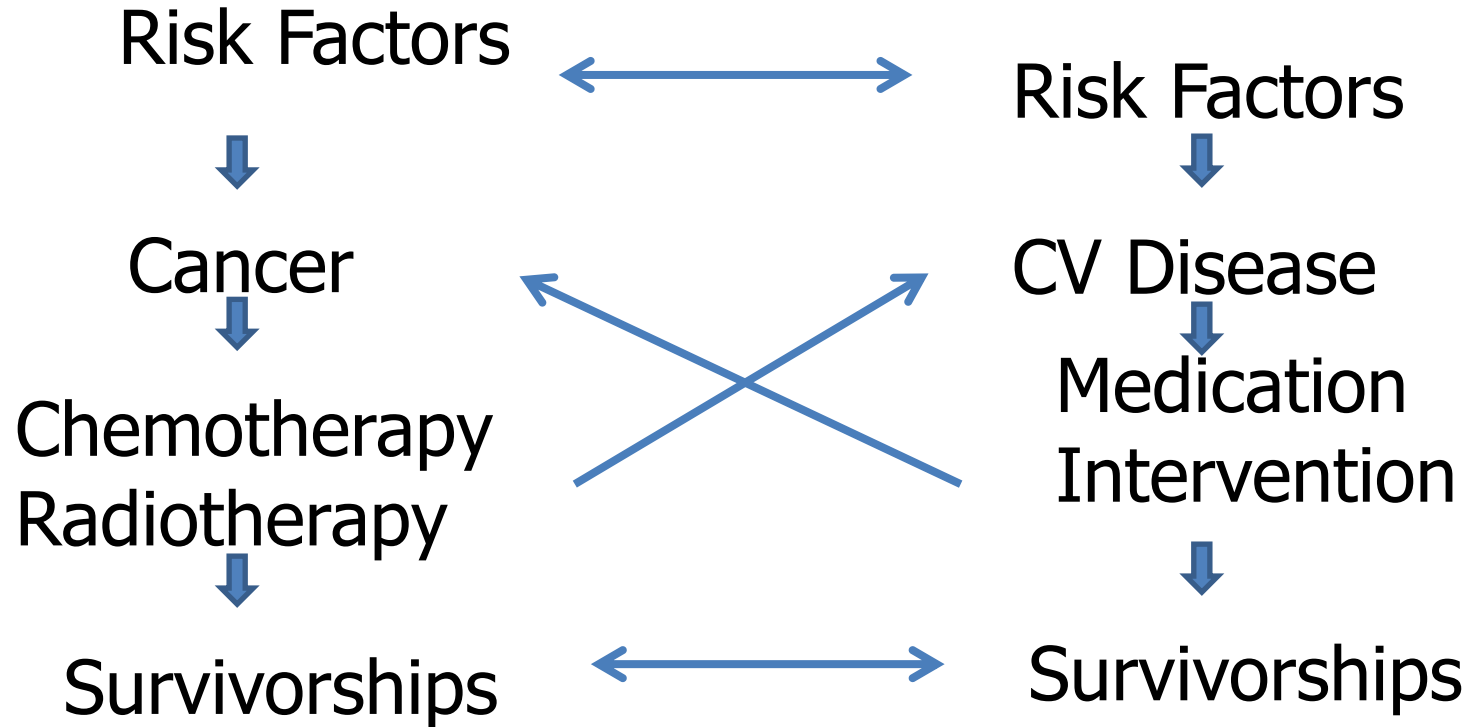 Risk Factors
Cancer
Chemotherapy
Radiotherapy
Survivorships
Risk Factors
CV Disease
Medication
Intervention
Survivorships